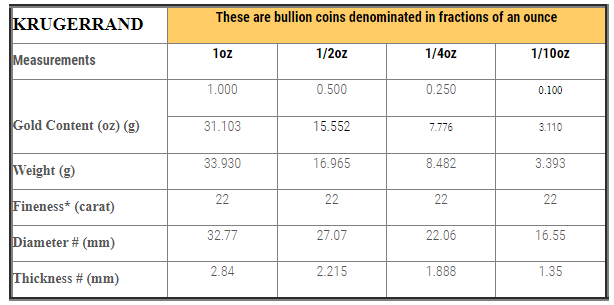 KRUGERRAND These are bullion coins denominated in fractions of an ounce
Measurements 1oz 1/2oz 1/4oz 1/10oz
1.000 0.500 0.250 0.100
Gold Content (oz) (g) 31.103 15.552 7.776 3.110
Weight (g) 33.930 16.965 8.482 3.393
Fineness* (carat) 22 22 22 22
Diameter # (mm) 32.77 27.07 22.06 16.55
Thickness # (mm) 2.84 2.215 1.888 1.35